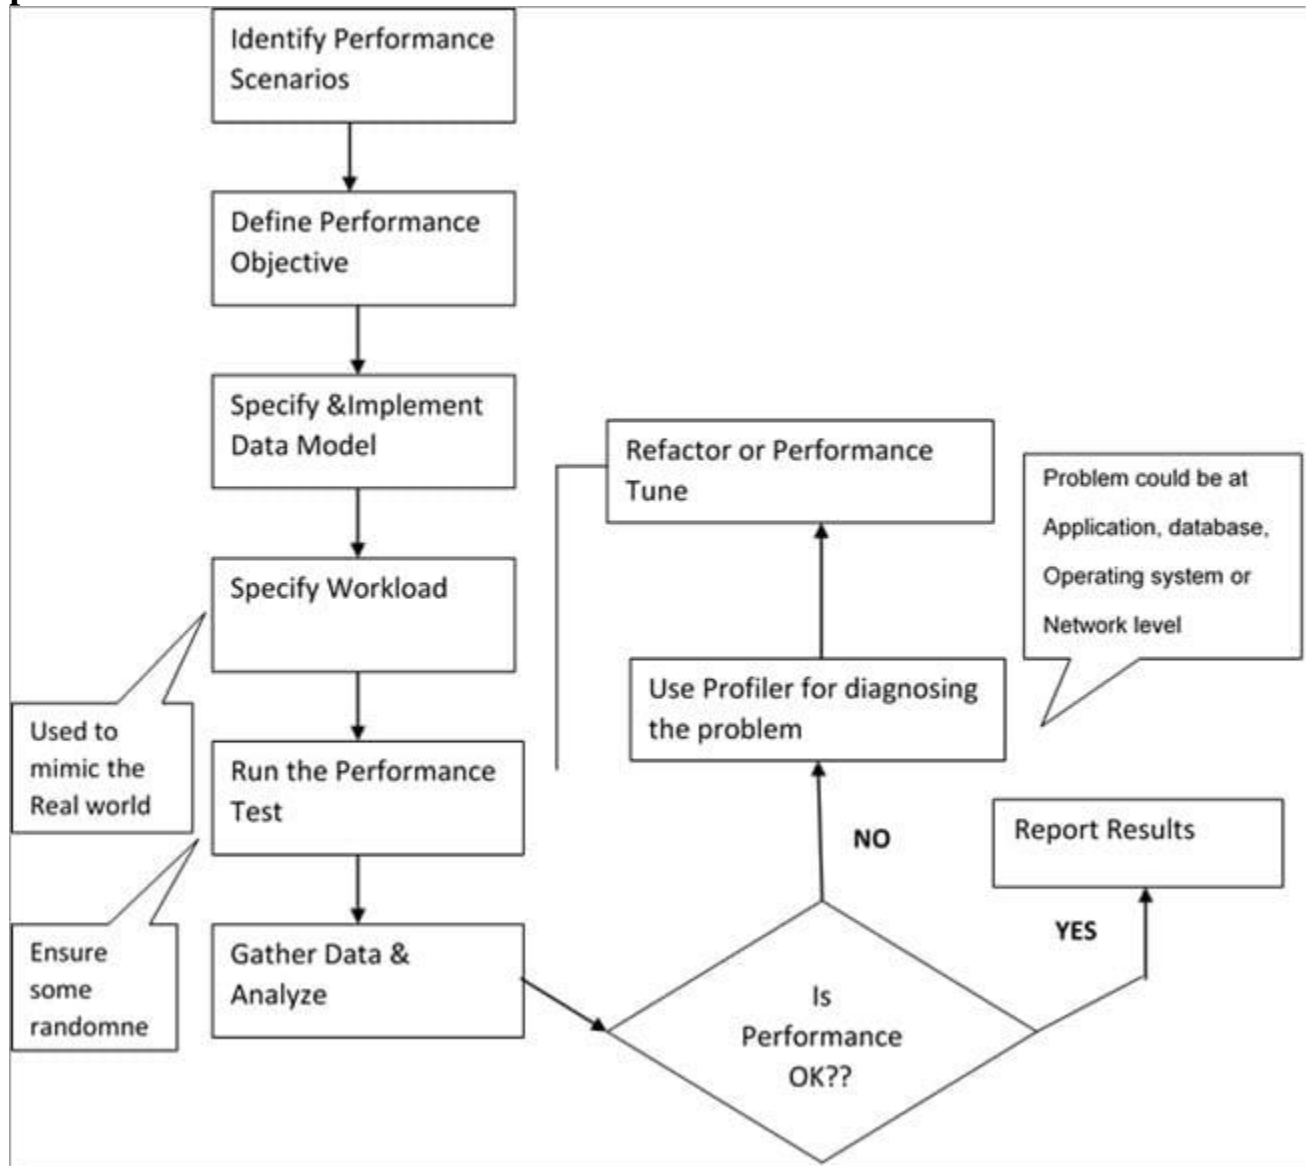 Identify Performance
Scenarios
Define Performance
Objective
Specify &Implement
Data Model
Specify Workload
Used to
mimic the
Real world
Run the Performance
Test
Ensure
some
randomne
Gather Data &
Analyze
Refactor or Performance
Tune
Problem could be at
Application, database,
Operating system or
Network level
Use Profiler for diagnosing
the problem
NO
Report Results
YES
Is
Performance
OK??